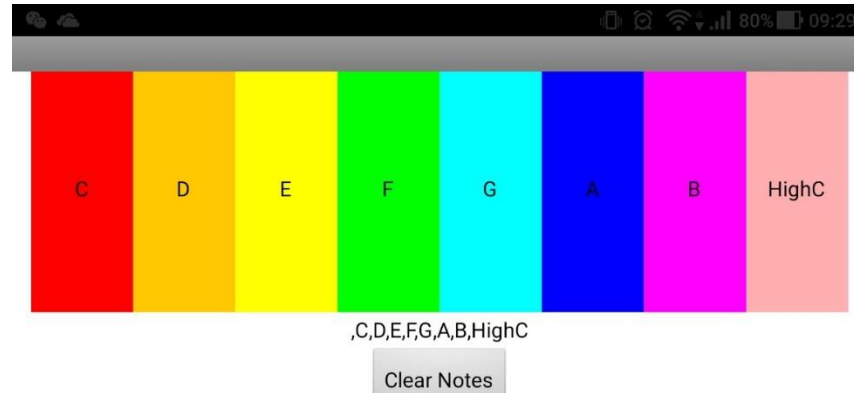 80% 09:29
C D E F G A B HighC
,C,D,E,F,G,A,B,HighC
Clear Notes